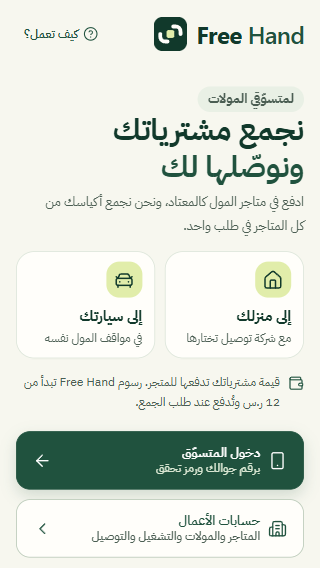 Free Hand
كيف تعمل؟
لمتسوّقي المولات
نجمع مشترياتك
ونوصّلها لك
ادفع في متاجر المول كالمعتاد، ونحن نجمع أكياسك من
كل المتاجر في طلب واحد.
إلى منزلك
مع شركة توصيل تختارها
إلى سيارتك
في مواقف المول نفسه
قيمة مشترياتك تدفعها للمتجر. رسوم Free Hand تبدأ من
12 ر.س وتُدفع عند طلب الجمع.
دخول المتسوّق
برقم جوالك ورمز تحقق
حسابات الأعمال
المتاجر والمولات والتشغيل والتوصيل